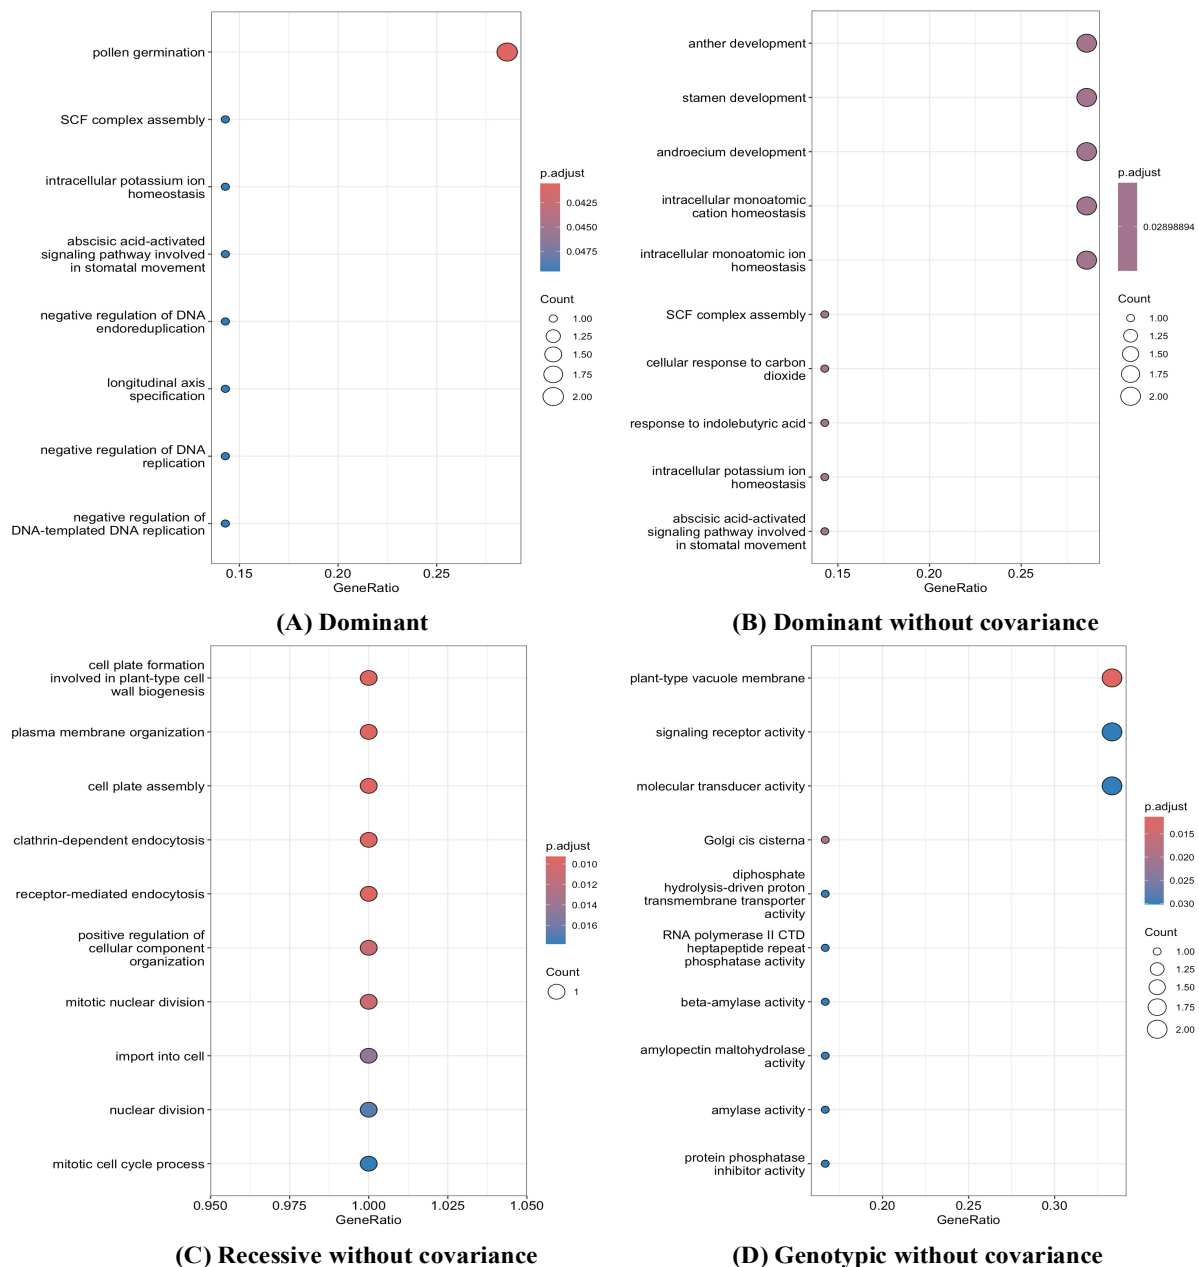 pollen germination
SCF complex assembly
intracellular potassium ion
homeostasis
abscisic acid-activated
signaling pathway involved
in stomatal movement
negative regulation of DNA
endoreduplication
longitudinal axis
specification
negative regulation of DNA
replication
negative regulation of
DNA-templated DNA replication
0.15 0.20 0.25
GeneRatio
p.adjust
0.0425
0.0450
0.0475
Count
1.00
1.25
1.50
1.75
2.00
(A) Dominant
anther development
stamen development
androecium development
intracellular monoatomic
cation homeostasis
intracellular monoatomic ion
homeostasis
SCF complex assembly
cellular response to carbon
dioxide
response to indolebutyric acid
intracellular potassium ion
homeostasis
abscisic acid-activated
signaling pathway involved
in stomatal movement
0.15 0.20 0.25
GeneRatio
p.adjust
0.02898894
Count
1.00
1.25
1.50
1.75
2.00
(B) Dominant without covariance
cell plate formation
involved in plant-type cell
wall biogenesis
plasma membrane organization
cell plate assembly
clathrin-dependent endocytosis
receptor-mediated endocytosis
positive regulation of
cellular component
organization
mitotic nuclear division
import into cell
nuclear division
mitotic cell cycle process
0.950 0.975 1.000 1.025 1.050
GeneRatio
p.adjust
0.010
0.012
0.014
0.016
Count
1
(C) Recessive without covariance
plant-type vacuole membrane
signaling receptor activity
molecular transducer activity
Golgi cis cisterna
diphosphate
hydrolysis-driven proton
transmembrane transporter
activity
RNA polymerase II CTD
heptapeptide repeat
phosphatase activity
beta-amylase activity
amylopectin maltohydrolase
activity
amylase activity
protein phosphatase
inhibitor activity
0.20 0.25 0.30
GeneRatio
p.adjust
0.015
0.020
0.025
0.030
Count
1.00
1.25
1.50
1.75
2.00
(D) Genotypic without covariance